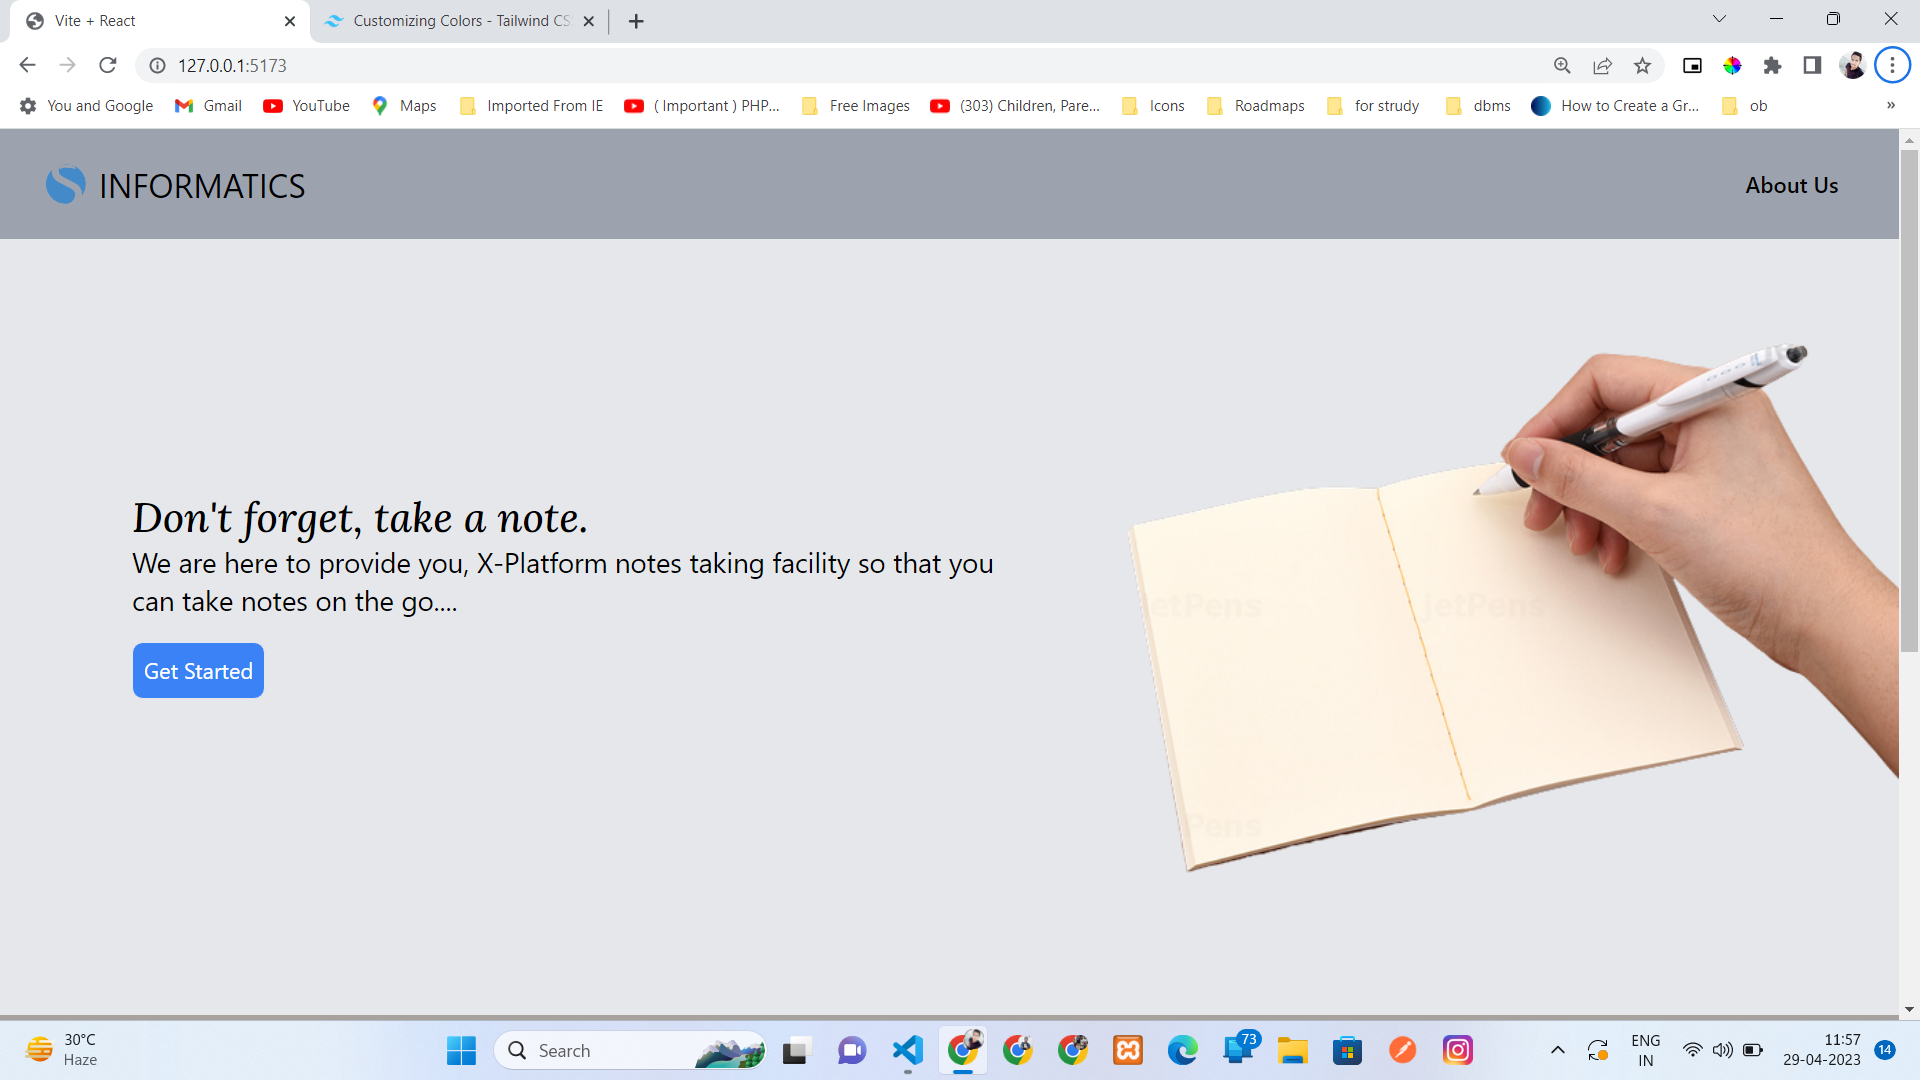 Vite + React
Customizing Colors - Tailwind CS
127.0.0.1:5173
You and Google
Gmail
YouTube
Maps
Imported From IE
( Important ) PHP...
Free Images
(303) Children, Pare...
Icons
Roadmaps
for strudy
dbms
How to Create a Gr...
ob
»
INFORMATICS
About Us
Don't forget, take a note.
We are here to provide you, X-Platform notes taking facility so that you
can take notes on the go....
Get Started
jetPens
jetPens
Pens
30°C
Haze
Search
73
ENG
IN
11:57
29-04-2023
14